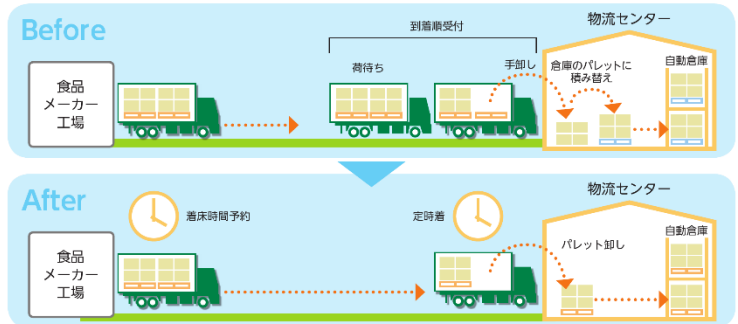 Before
食品
メーカー
工場
到着順受付
荷待ち
手卸し
物流センター
倉庫のパレットに
積み替え
自動倉庫
After
食品
メーカー
工場
着床時間予約
定時着
物流センター
パレット卸し
自動倉庫